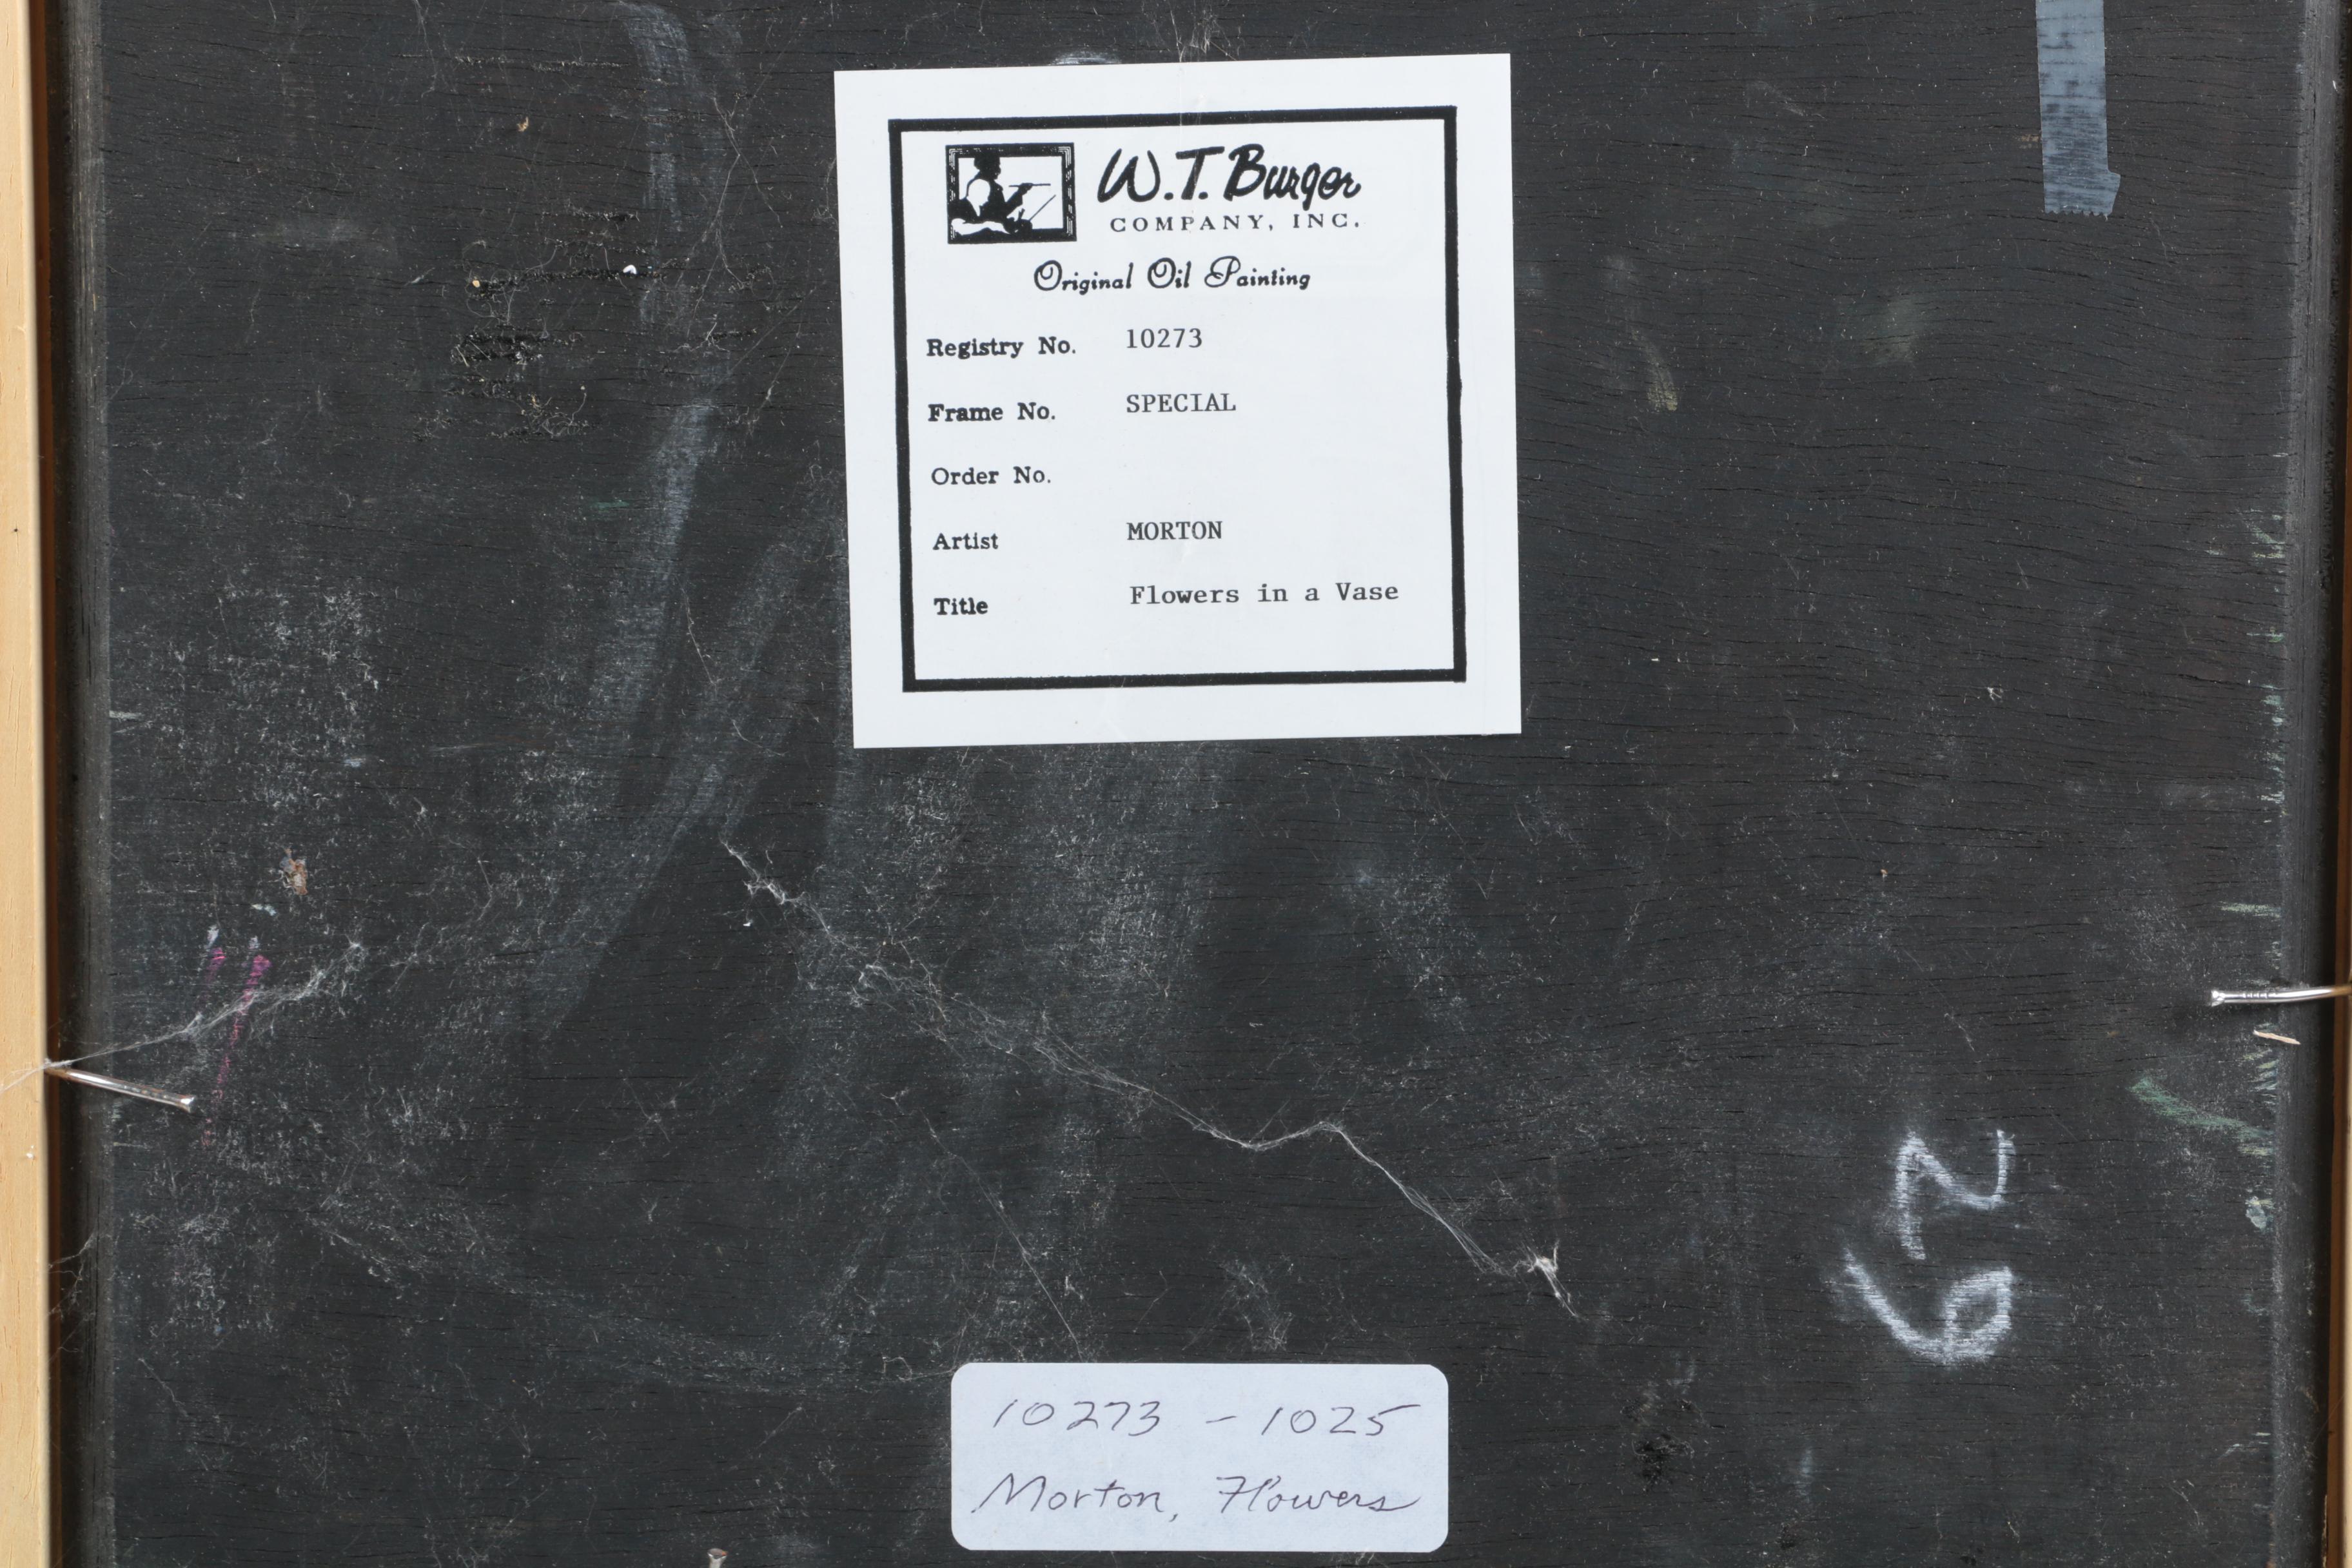 W.T. Burger
COMPANY, INC.
Original Oil Painting
Registry No. 10273
Frame No. SPECIAL
Order No.
Artist MORTON
Title Flowers in a Vase
62
10273 - 1025
Morton, Flowers